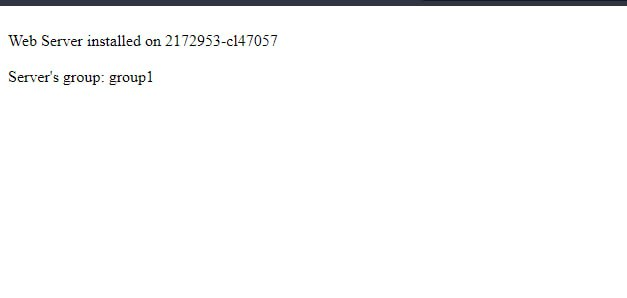 Web Server installed on 2172953-cl47057
Server's group: group1